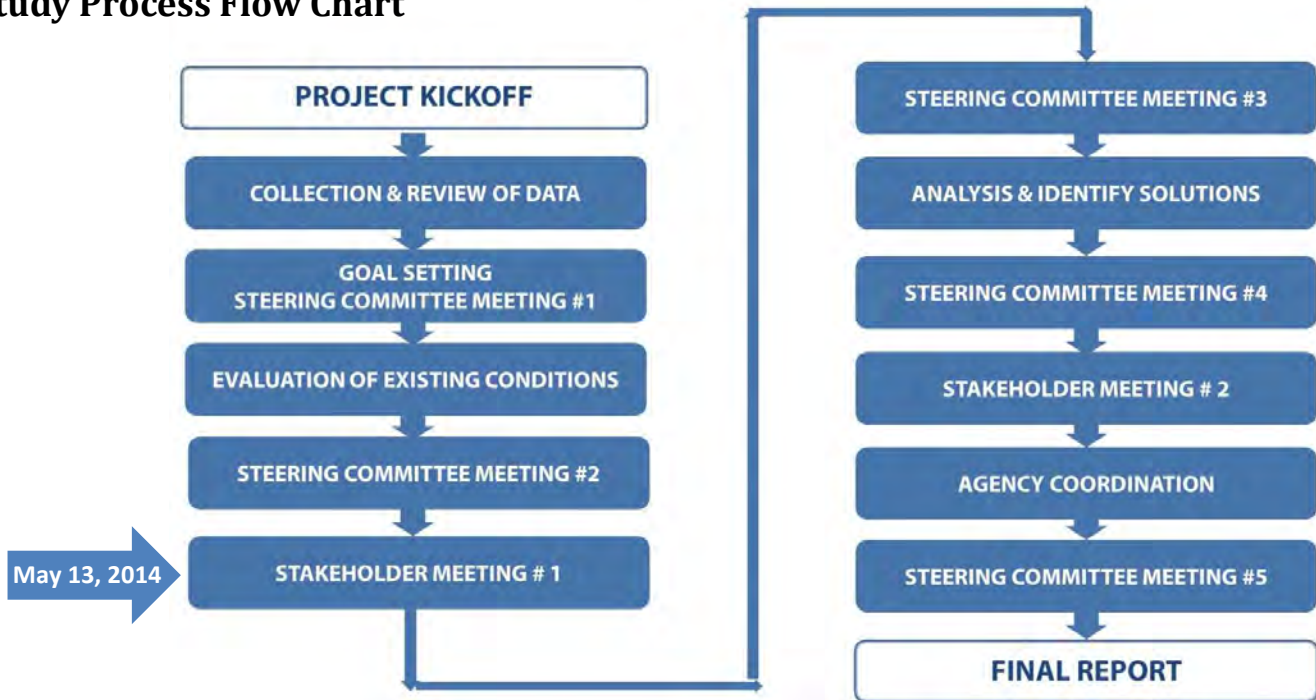 tudy Process Flow Chart
PROJECT KICKOFF
COLLECTION & REVIEW OF DATA
GOAL SETTING
STEERING COMMITTEE MEETING #1
EVALUATION OF EXISTING CONDITIONS
STEERING COMMITTEE MEETING #2
May 13, 2014
STAKEHOLDER MEETING # 1
STEERING COMMITTEE MEETING #3
ANALYSIS & IDENTIFY SOLUTIONS
STEERING COMMITTEE MEETING #4
STAKEHOLDER MEETING # 2
AGENCY COORDINATION
STEERING COMMITTEE MEETING #5
FINAL REPORT